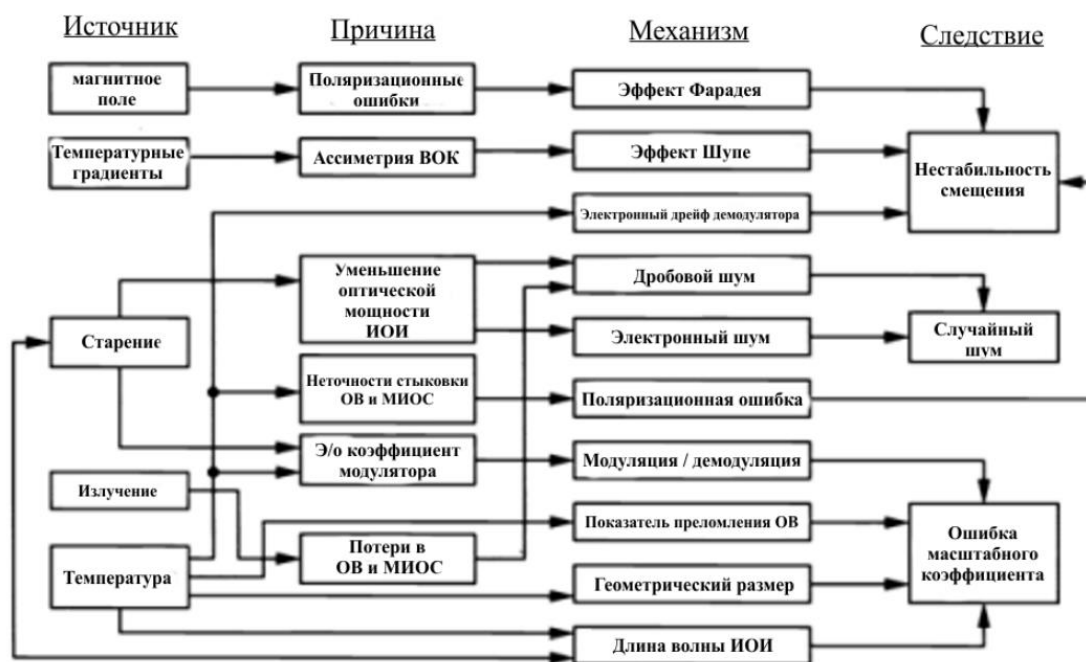 Источник
Причина
Механизм
Следствие
магнитное
поле
Поляризационные
ошибки
Эффект Фарадея
Температурные
градиенты
Ассиметрия ВОК
Эффект Шупе
Нестабильность
смещения
Электронный дрейф демодулятора
Старение
Уменьшение
оптической
мощности
ИОИ
Дробовой шум
Электронный шум
Случайный
шум
Неточности стыковки
ОВ и МИОС
Поляризационная ошибка
Э/о коэффициент
модулятора
Модуляция / демодуляция
Излучение
Показатель преломления ОВ
Ошибка
масштабного
коэффициента
Температура
Потери в
ОВ и МИОС
Геометрический размер
Длина волны ИОИ